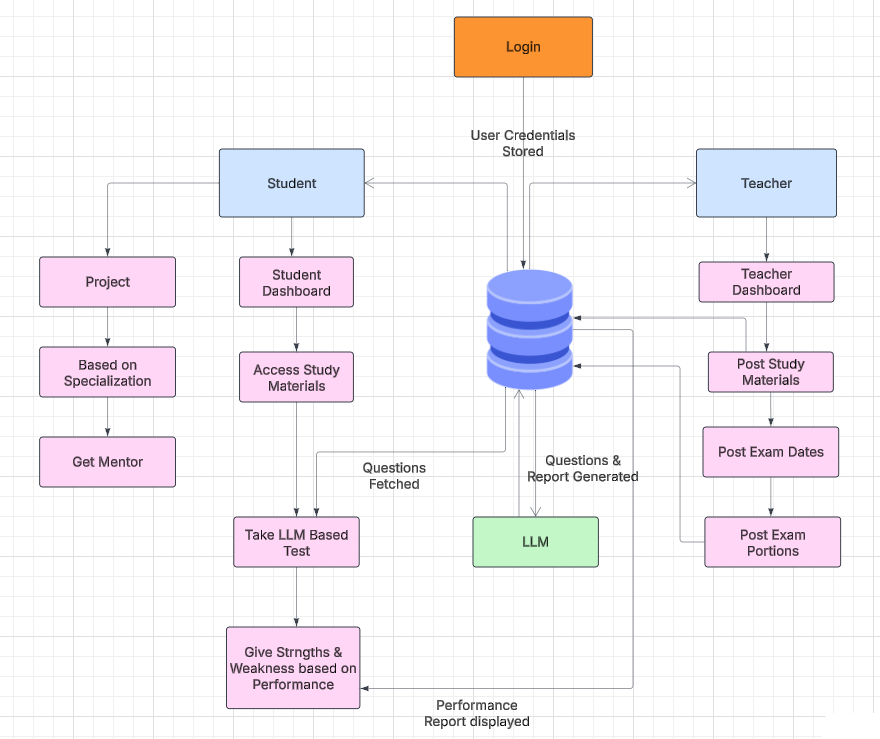 Login
User Credentials
Stored
Student
Teacher
Project
Student
Dashboard
Teacher
Dashboard
Based on
Specialization
Access Study
Materials
Post Study
Materials
Get Mentor
Questions
Fetched
Questions &
Report Generated
Post Exam Dates
Take LLM Based
Test
LLM
Post Exam
Portions
Give Strngths &
Weakness based on
Performance
Performance
Report displayed